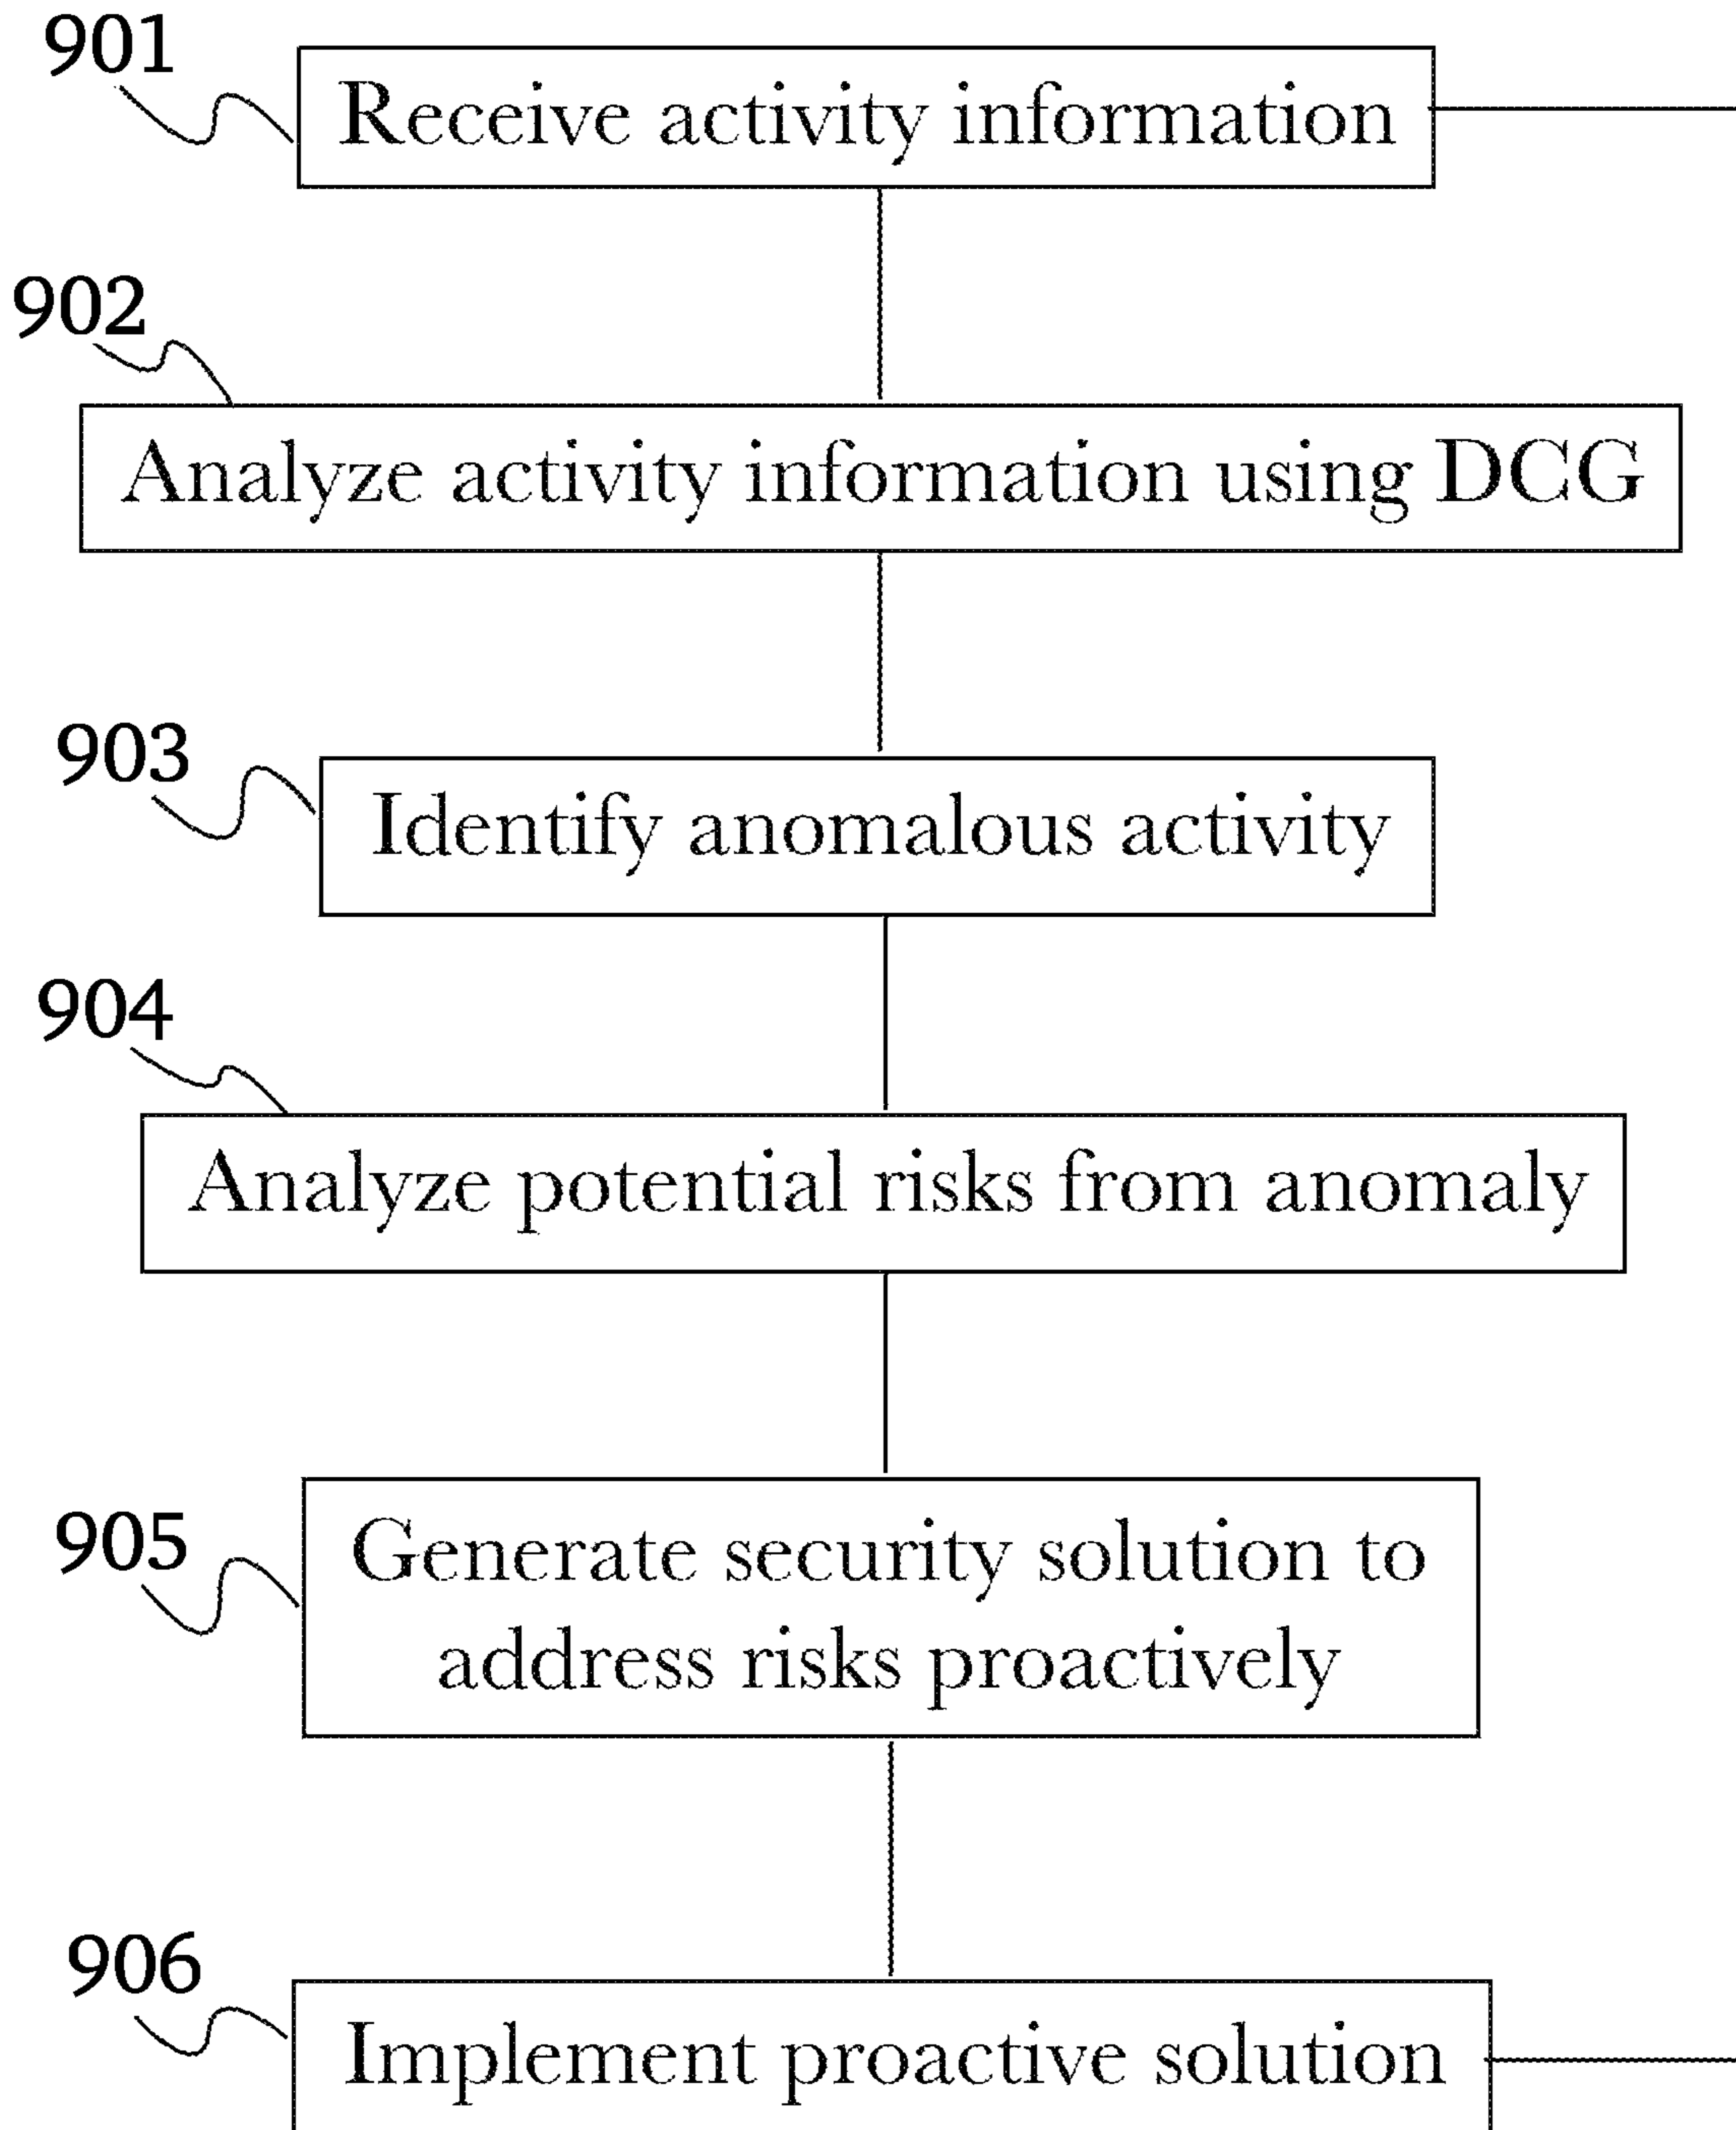 901
Receive activity information
902
Analyze activity information using DCG
903
Identify anomalous activity
904
Analyze potential risks from anomaly
905
Generate security solution to
address risks proactively
906
Implement proactive solution